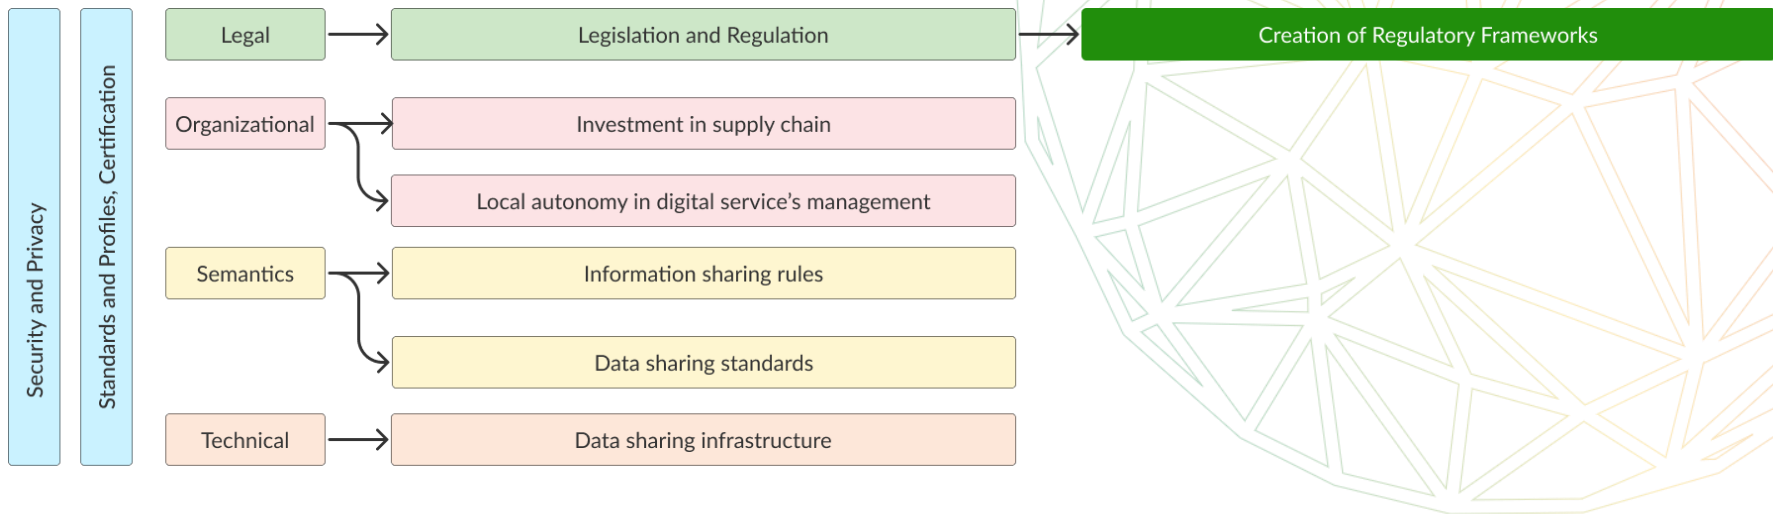 Security and Privacy
Standards and Profiles, Certification
Legal
Legislation and Regulation
Creation of Regulatory Frameworks
Organizational
Investment in supply chain
Local autonomy in digital service’s management
Semantics
Information sharing rules
Data sharing standards
Technical
Data sharing infrastructure